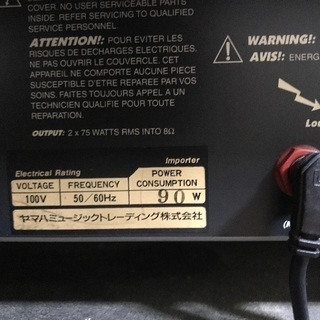 COVER. NO USER SERVICEABLE PARTS
INSIDE. REFER SERVICING TO QUALIFIED
SERVICE PERSONNEL.
ATTENTION!: POUR EVITER LES
RISQUES DE DECHARGES ELECTRIQUES,
NE PAS OUVRIR LE COUVERCLE. CET
APPAREIL NE COMPORTE AUCUNE PIECE
SUSCEPTIBLE D'ETRE REPAREE PAR VOS
SOINS. FAITES APPEL POUR TOUTE
REPARATION A UN TECHNICIEN QUALIFIE
OUTPUT: 2 x 75 WATTS RMS INTO 8Ω
WARNING!:
AVIS!: ENERG
Lou
Electrical Rating
Importer
VOLTAGE
FREQUENCY
POWER CONSUMPTION
100V
50/60Hz
90 W
ヤマハミュージックトレーディング株式会社